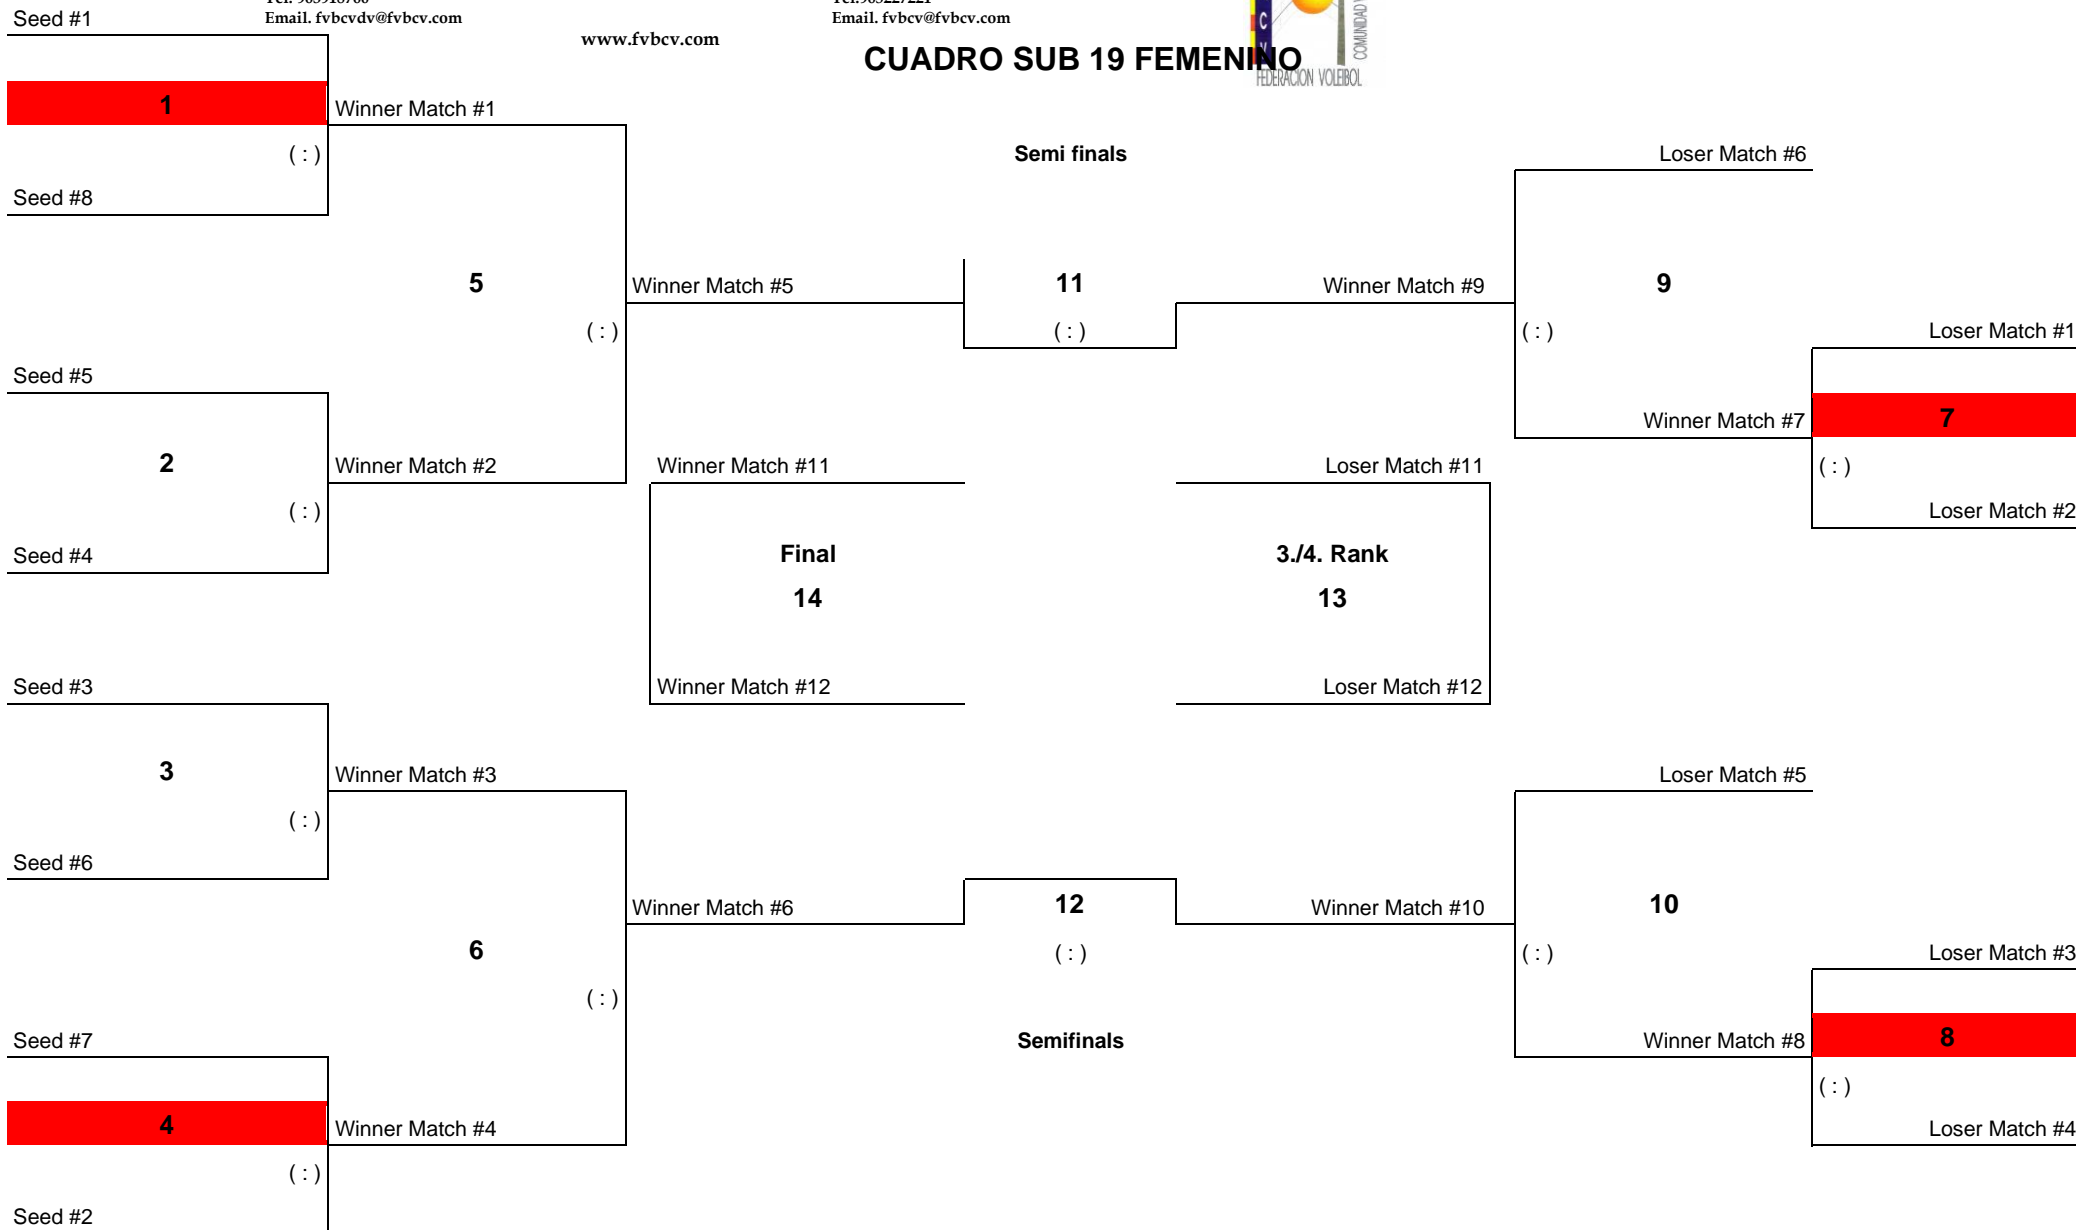 Email. fvbcvdv@fvbcv.com
Email. fvbcv@fvbcv.com
Seed #1
www.fvbcv.com
CUADRO SUB 19 FEMENINO
COMUNIDAD
C
V
FEDERACION VOLEIBOL
1
Winner Match #1
( : )
Semi finals
Loser Match #6
Seed #8
5
Winner Match #5
11
Winner Match #9
9
( : )
( : )
( : )
Loser Match #1
Seed #5
Winner Match #7
7
2
Winner Match #2
Winner Match #11
Loser Match #11
( : )
( : )
Loser Match #2
Seed #4
Final
3./4. Rank
14
13
Seed #3
Winner Match #12
Loser Match #12
3
Winner Match #3
Loser Match #5
( : )
Seed #6
Winner Match #6
12
Winner Match #10
10
6
( : )
( : )
Loser Match #3
( : )
Seed #7
Semifinals
Winner Match #8
8
( : )
4
Winner Match #4
Loser Match #4
( : )
Seed #2